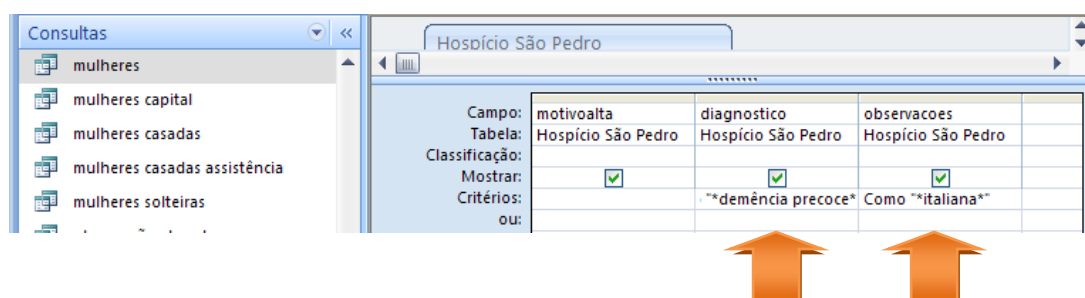 Consultas
mulheres
mulheres capital
mulheres casadas
mulheres casadas assistência
mulheres solteiras
Hospício São Pedro
Campo: motivoalta diagnostico observacoes
Tabela: Hospício São Pedro Hospício São Pedro Hospício São Pedro
Classificação:
Mostrar:
Critérios: "*demência precoce* Como "*italiana*"
ou: